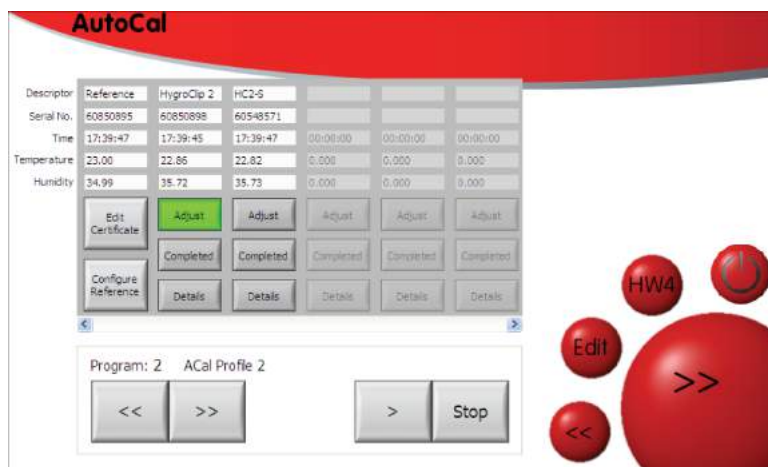 AutoCal
Descriptor Reference HygroClip 2 HC2-S
Serial No. 60850895 60850898 60548571
Time 17:39:47 17:39:45 17:39:47 00:00:00 00:00:00 00:00:00
Temperature 23.00 22.86 22.82 0.000 0.000 0.000
Humidity 34.99 35.72 35.73 0.000 0.000 0.000
Edit Adjust Adjust Adjust Adjust Adjust
Certificate
Completed Completed Completed Completed Completed
Configure
Reference Details Details Details Details Details
HW4
Program: 2 ACal Profile 2
Edit
<< >> > Stop
>>
<<